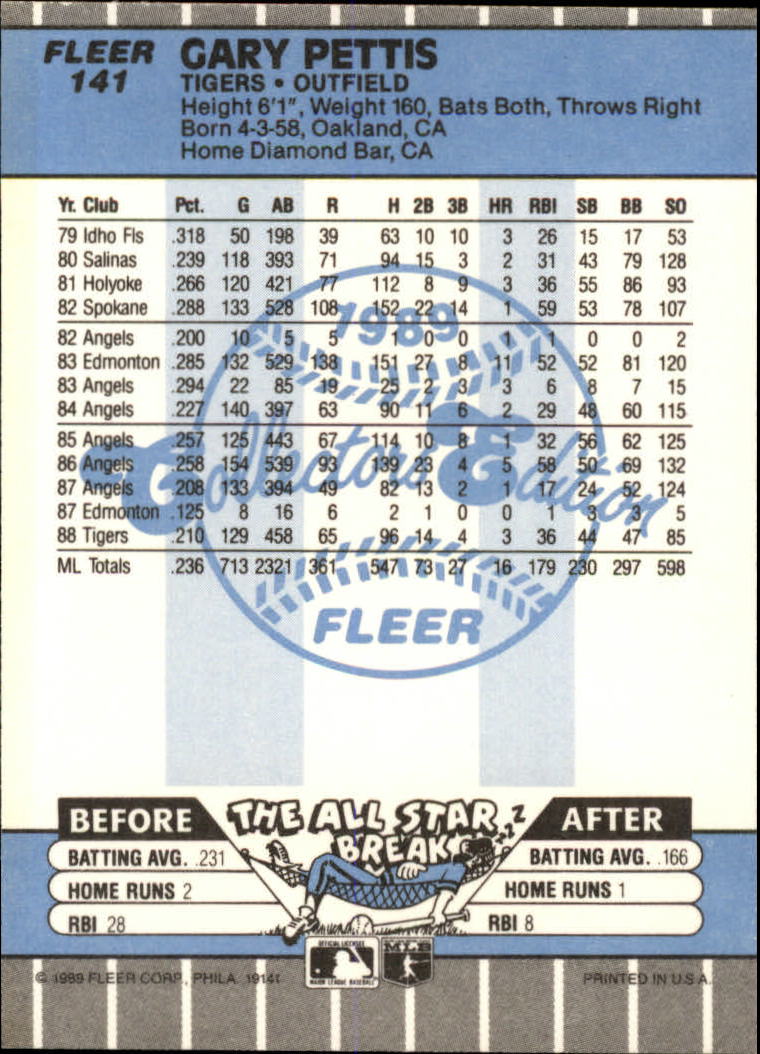 FLEER
141
GARY PETTIS
TIGERS • OUTFIELD
Height 6'1", Weight 160, Bats Both, Throws Right
Born 4-3-58, Oakland, CA
Home Diamond Bar, CA
Yr. Club Pct. G AB R H 2B 3B HR RBI SB BB SO
79 Idho Fls .318 50 198 39 63 10 10 3 26 15 17 53
80 Salinas .239 118 393 71 94 15 3 2 31 43 79 128
81 Holyoke .266 120 421 77 112 8 9 3 36 55 86 93
82 Spokane .288 133 528 108 152 22 14 1 59 53 78 107
82 Angels .200 10 5 5 1 0 0 1 1 0 0 2
83 Edmonton .285 132 529 138 151 27 8 11 52 52 81 120
83 Angels .294 22 85 19 25 2 3 3 6 8 7 15
84 Angels .227 140 397 63 90 11 6 2 29 48 60 115
85 Angels .257 125 443 67 114 10 8 1 32 56 62 125
86 Angels .258 154 539 93 139 23 4 5 58 50 69 132
87 Angels .208 133 394 49 82 13 2 1 17 24 52 124
87 Edmonton .125 8 16 6 2 1 0 0 1 3 3 5
88 Tigers .210 129 458 65 96 14 4 3 36 44 47 85
ML Totals .236 713 2321 361 547 73 27 16 179 230 297 598
1989
Collectors' Edition
FLEER
BEFORE
THE ALL STAR
BREAK
ZZZ
AFTER
BATTING AVG. .231
BATTING AVG. .166
HOME RUNS 2
HOME RUNS 1
RBI 28
RBI 8
OFFICIAL LICENSEE
MAJOR LEAGUE BASEBALL
MLB
© 1989 FLEER CORP., PHILA. 19141
PRINTED IN U.S.A.